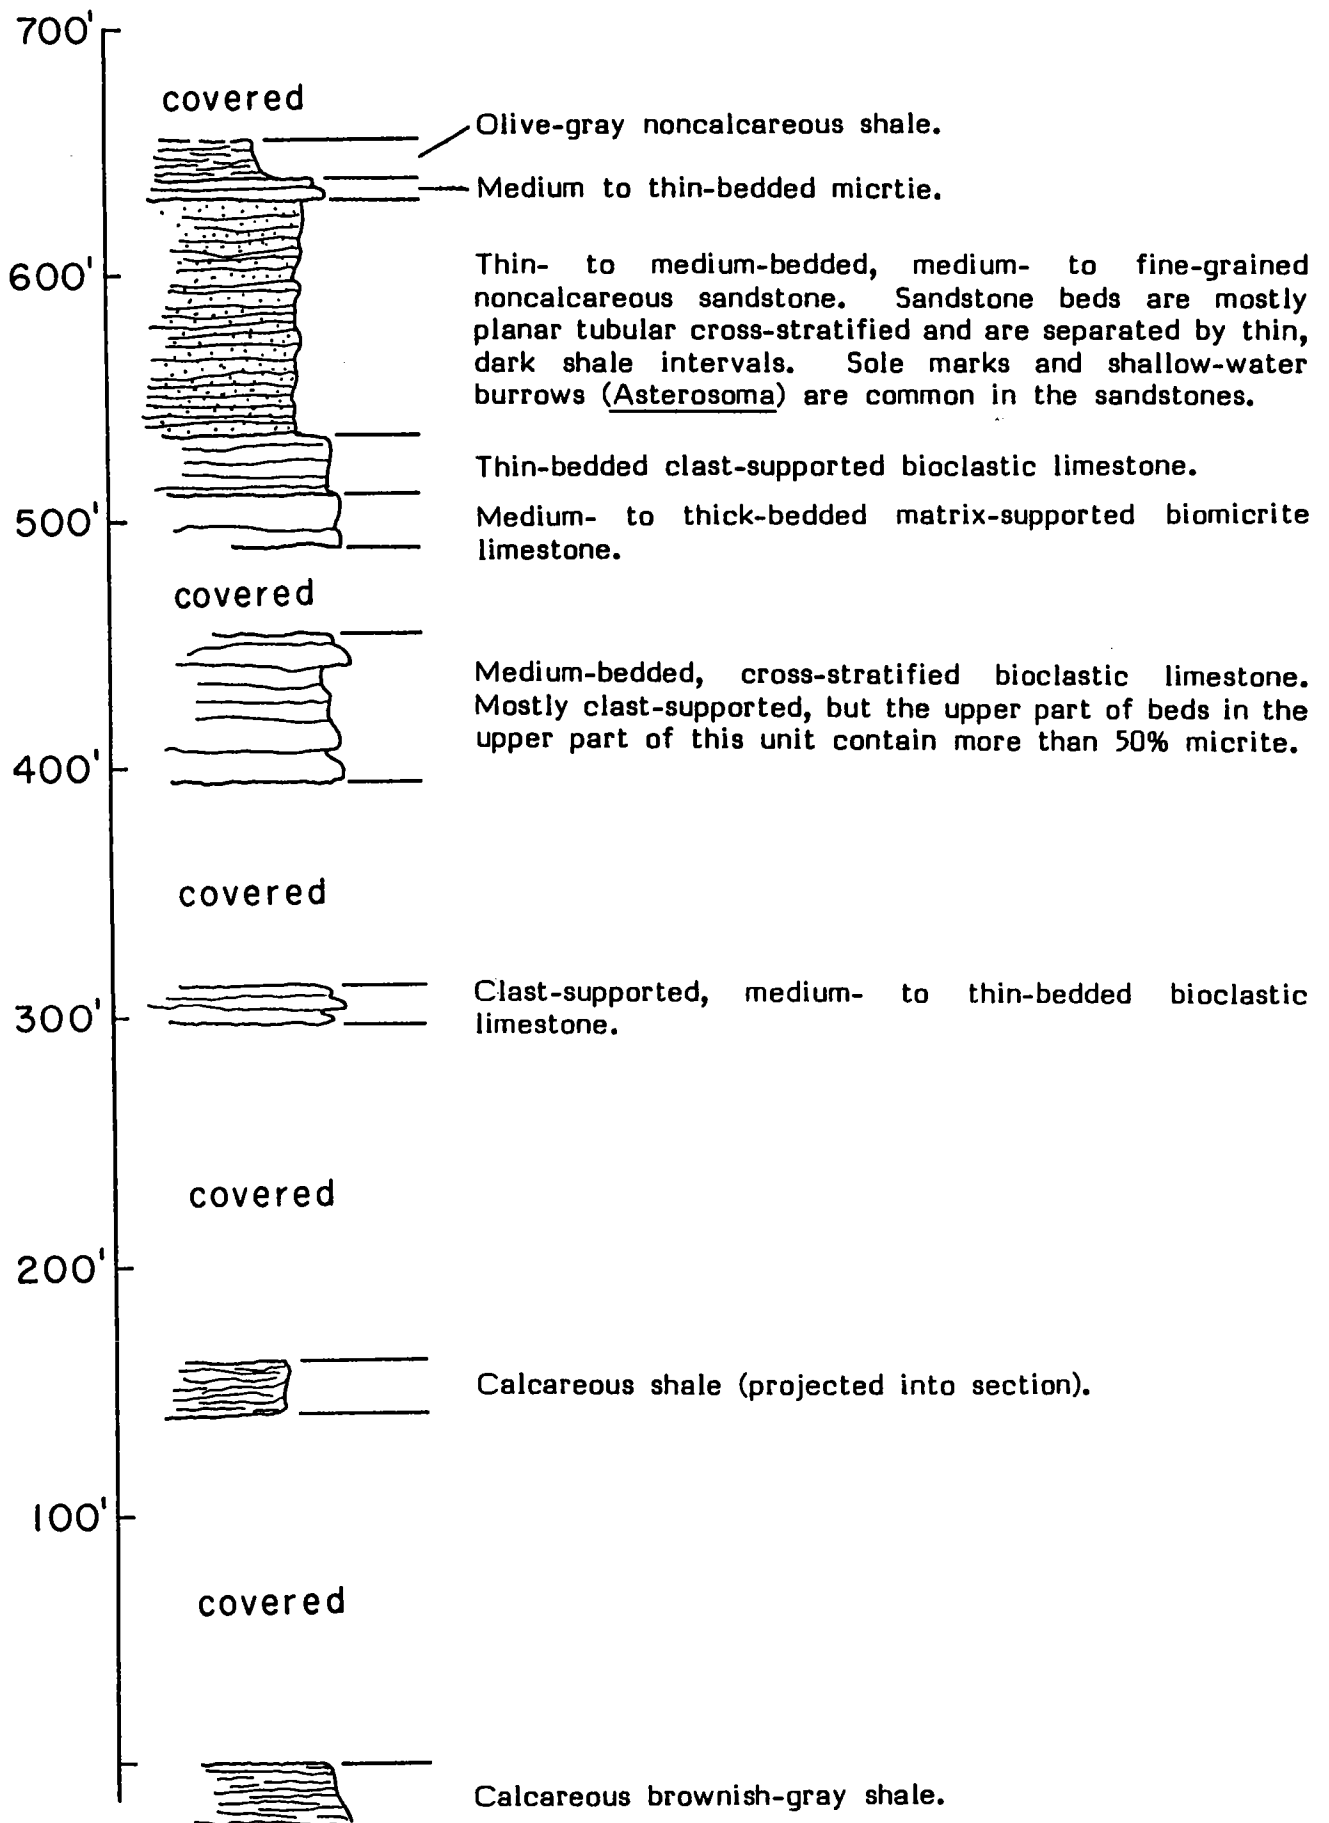 700'
covered
Olive-gray noncalcareous shale.
Medium to thin-bedded micrtie.
600'
Thin- to medium-bedded, medium- to fine-grained
noncalcareous sandstone. Sandstone beds are mostly
planar tubular cross-stratified and are separated by thin,
dark shale intervals. Sole marks and shallow-water
burrows (Asterosoma) are common in the sandstones.
Thin-bedded clast-supported bioclastic limestone.
500'
Medium- to thick-bedded matrix-supported biomicrite
limestone.
covered
Medium-bedded, cross-stratified bioclastic limestone.
Mostly clast-supported, but the upper part of beds in the
upper part of this unit contain more than 50% micrite.
400'
covered
300'
Clast-supported, medium- to thin-bedded bioclastic
limestone.
covered
200'
Calcareous shale (projected into section).
100'
covered
Calcareous brownish-gray shale.